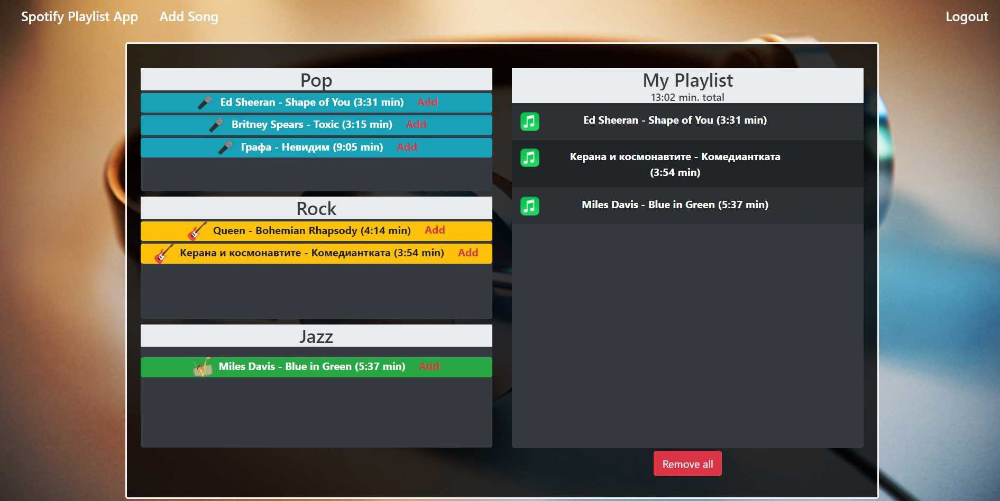 Spotify Playlist App
Add Song
Logout
Pop
Ed Sheeran - Shape of You (3:31 min) Add
Britney Spears - Toxic (3:15 min) Add
Графа - Невидим (9:05 min) Add
Rock
Queen - Bohemian Rhapsody (4:14 min) Add
Керана и космонавтите - Комедиантката (3:54 min) Add
Jazz
Miles Davis - Blue in Green (5:37 min) Add
My Playlist
13:02 min. total
Ed Sheeran - Shape of You (3:31 min)
Керана и космонавтите - Комедиантката
(3:54 min)
Miles Davis - Blue in Green (5:37 min)
Remove all